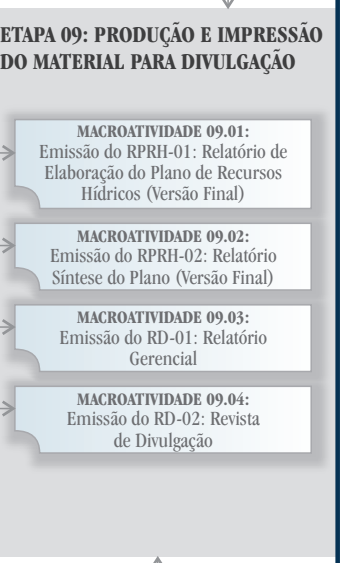 ETAPA 09: PRODUÇÃO E IMPRESSÃO
DO MATERIAL PARA DIVULGAÇÃO
MACROATIVIDADE 09.01:
Emissão do RPRH-01: Relatório de
Elaboração do Plano de Recursos
Hídricos (Versão Final)
MACROATIVIDADE 09.02:
Emissão do RPRH-02: Relatório
Síntese do Plano (Versão Final)
MACROATIVIDADE 09.03:
Emissão do RD-01: Relatório
Gerencial
MACROATIVIDADE 09.04:
Emissão do RD-02: Revista
de Divulgação